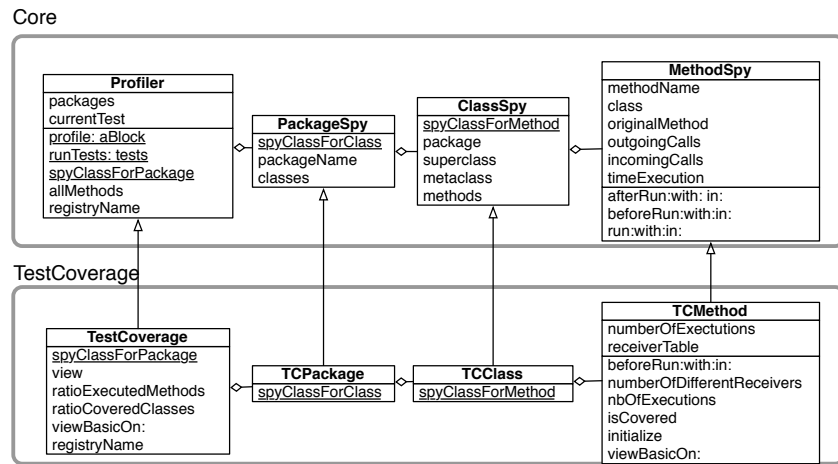 Core
Profiler
packages
currentTest
profile: aBlock
runTests: tests
spyClassForPackage
allMethods
registryName
PackageSpy
spyClassForClass
packageName
classes
ClassSpy
spyClassForMethod
package
superclass
metaclass
methods
MethodSpy
methodName
class
originalMethod
outgoingCalls
incomingCalls
timeExecution
afterRun:with: in:
beforeRun:with:in:
run:with:in:
TestCoverage
TestCoverage
spyClassForPackage
view
ratioExecutedMethods
ratioCoveredClasses
viewBasicOn:
registryName
TCPackage
spyClassForClass
TCClass
spyClassForMethod
TCMethod
numberOfExectutions
receiverTable
beforeRun:with:in:
numberOfDifferentReceivers
nbOfExecutions
isCovered
initialize
viewBasicOn: